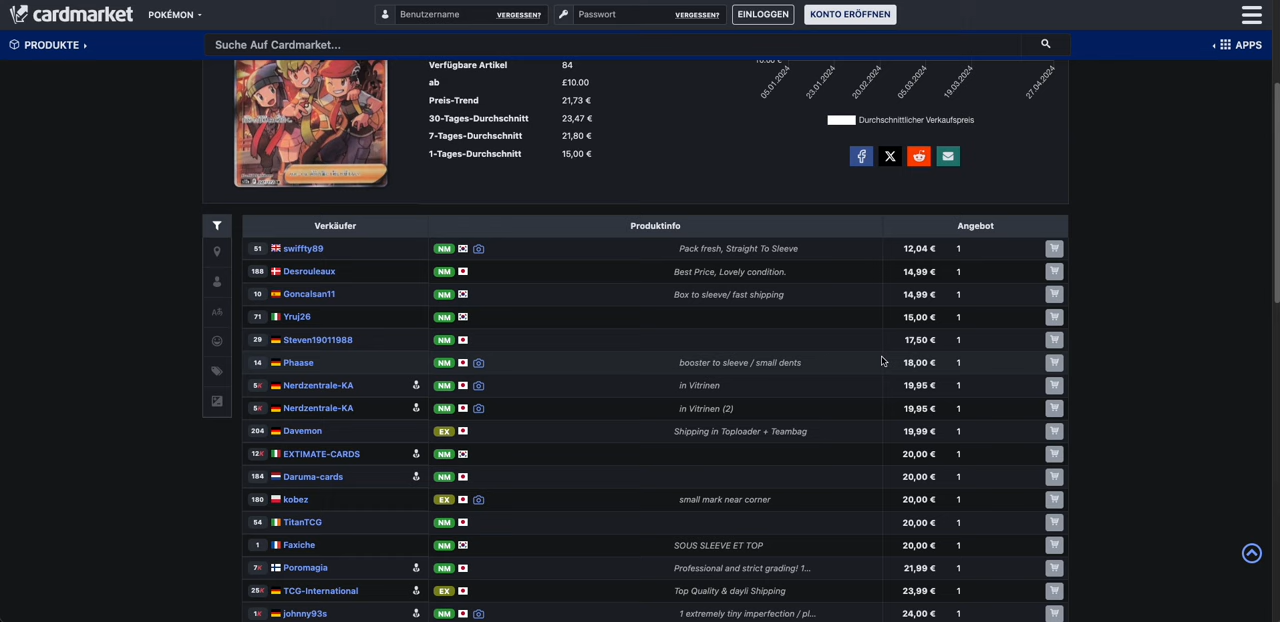 cardmarket POKÉMON Benutzername VERGESSEN? Passwort VERGESSEN? EINLOGGEN KONTO ERÖFFNEN
PRODUKTE Suche Auf Cardmarket... APPS
Verfügbare Artikel 84
ab £10.00
Preis-Trend 21,73 €
30-Tages-Durchschnitt 23,47 €
7-Tages-Durchschnitt 21,80 €
1-Tages-Durchschnitt 15,00 €
10.00 €
05.01.2024 23.01.2024 20.02.2024 05.03.2024 19.03.2024 27.04.2024
Durchschnittlicher Verkaufspreis
Verkäufer Produktinfo Angebot
51 swiffty89 NM Pack fresh, Straight To Sleeve 12,04 € 1
188 Desrouleaux NM Best Price, Lovely condition. 14,99 € 1
10 Goncalsan11 NM Box to sleeve/ fast shipping 14,99 € 1
71 Yruj26 NM 15,00 € 1
29 Steven19011988 NM 17,50 € 1
14 Phaase NM booster to sleeve / small dents 18,00 € 1
5K Nerdzentrale-KA NM in Vitrinen 19,95 € 1
5K Nerdzentrale-KA NM in Vitrinen (2) 19,95 € 1
204 Davemon EX Shipping in Toploader + Teambag 19,99 € 1
12K EXTIMATE-CARDS NM 20,00 € 1
184 Daruma-cards NM 20,00 € 1
180 kobez EX small mark near corner 20,00 € 1
54 TitanTCG NM 20,00 € 1
1 Faxiche NM SOUS SLEEVE ET TOP 20,00 € 1
7K Poromagia NM Professional and strict grading! 1... 21,99 € 1
25K TCG-International EX Top Quality & dayli Shipping 23,99 € 1
1K johnny93s NM 1 extremely tiny imperfection / pl... 24,00 € 1